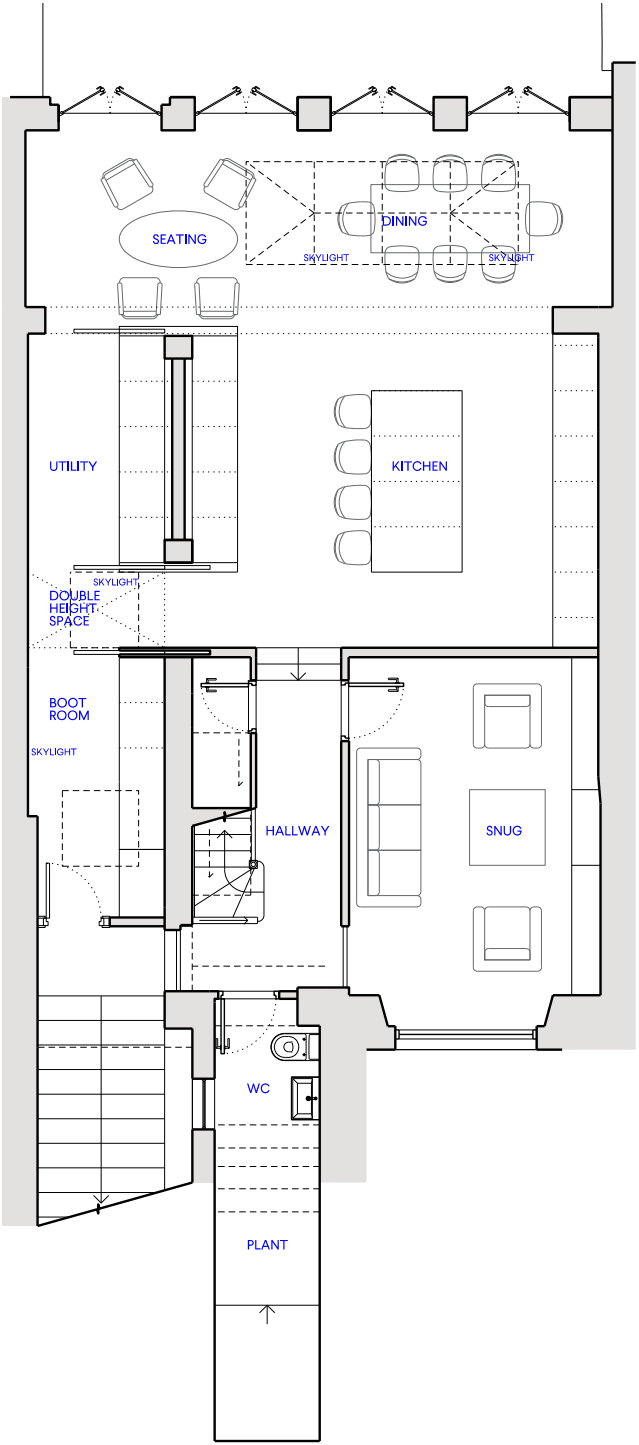 DINING
SEATING
SKYLIGHT
SKYLIGHT
UTILITY
KITCHEN
SKYLIGHT
DOUBLE
HEIGHT
SPACE
BOOT
ROOM
SKYLIGHT
HALLWAY
SNUG
WC
PLANT